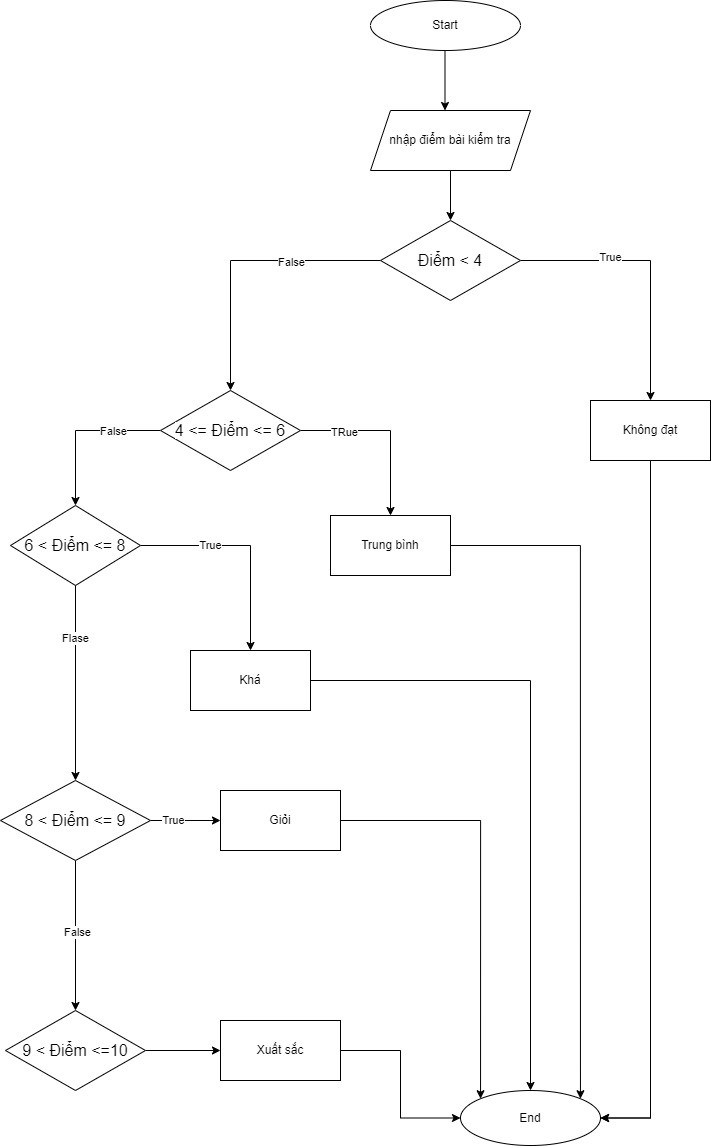 Start
nhập điểm bài kiểm tra
Điểm < 4
False
True
4 <= Điểm <= 6
False
TRue
Không đạt
6 < Điểm <= 8
True
Trung bình
Flase
Khá
8 < Điểm <= 9
True
Giỏi
False
9 < Điểm <=10
Xuất sắc
End